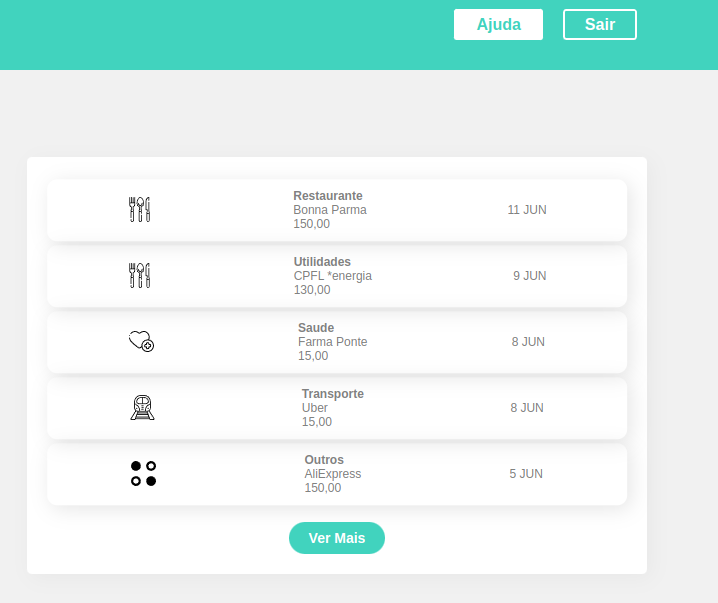 Ajuda
Sair
Restaurante
Bonna Parma
150,00
11 JUN
Utilidades
CPFL *energia
130,00
9 JUN
Saude
Farma Ponte
15,00
8 JUN
Transporte
Uber
15,00
8 JUN
Outros
AliExpress
150,00
5 JUN
Ver Mais